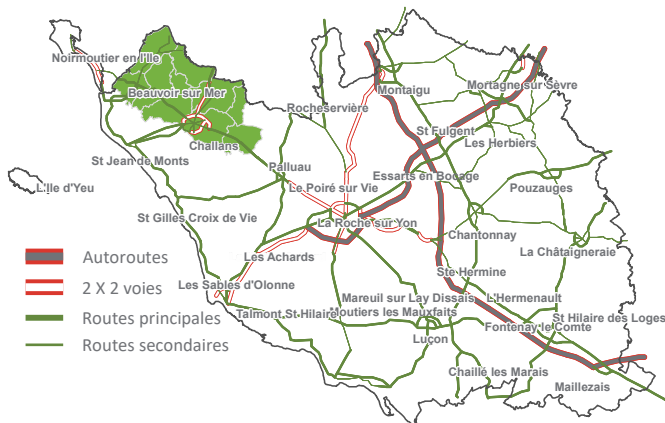 Noirmoutier en l'Ile
Beauvoir sur Mer
Montaigu
Mortagne sur Sèvre
Rocheservière
St Fulgent
Challans
Les Herbiers
St Jean de Monts
Palluau
Essarts en Bocage
L'Ile d'Yeu
Le Poiré sur Vie
Pouzauges
St Gilles Croix de Vie
La Roche sur Yon
Chantonnay
La Châtaigneraie
Les Achards
Autoroutes
Ste Hermine
2 X 2 voies
Les Sables d'Olonne
Mareuil sur Lay Dissais
L'Hermenault
Talmont St Hilaire
Moutiers les Mauxfaits
St Hilaire des Loges
Routes principales
Fontenay le Comte
Luçon
Routes secondaires
Chaillé les Marais
Maillezais